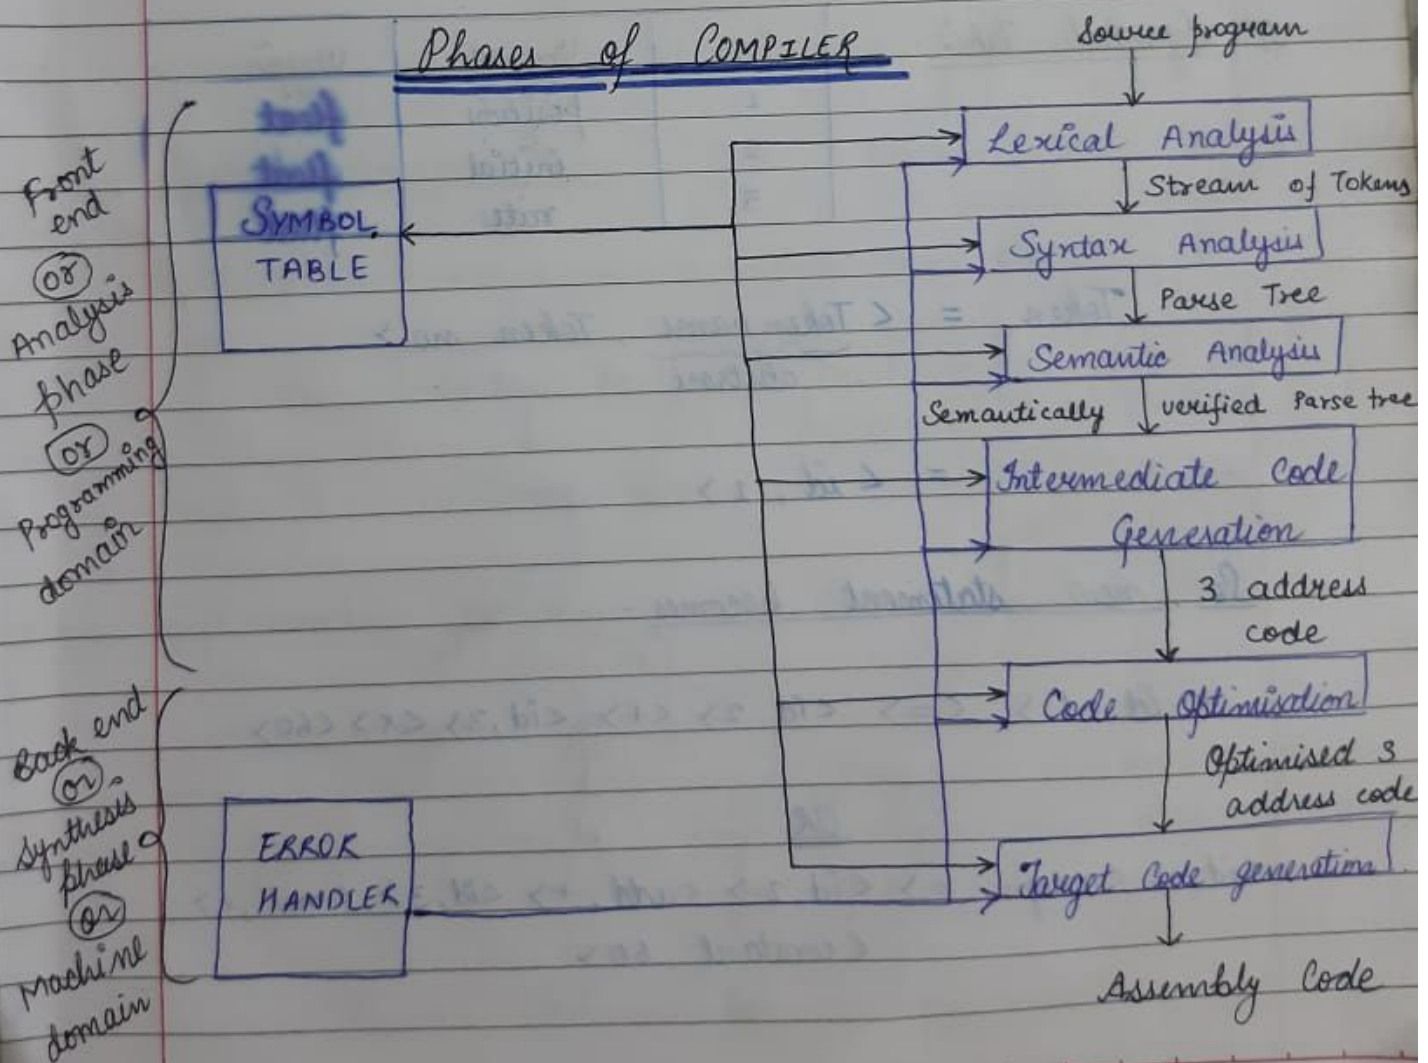 Phases of COMPILER
Source program
Lexical Analysis
Stream of Tokens
Syntax Analysis
Parse Tree
Semantic Analysis
Semantically verified Parse tree
Intermediate Code
Generation
3 address
code
Code Optimisation
Optimised 3
address code
Target Code generation
Assembly Code
SYMBOL
TABLE
ERROR
HANDLER
Front
end
or
Analysis
phase
or
Programming
domain
Back end
or
Synthesis
phase
or
Machine
domain